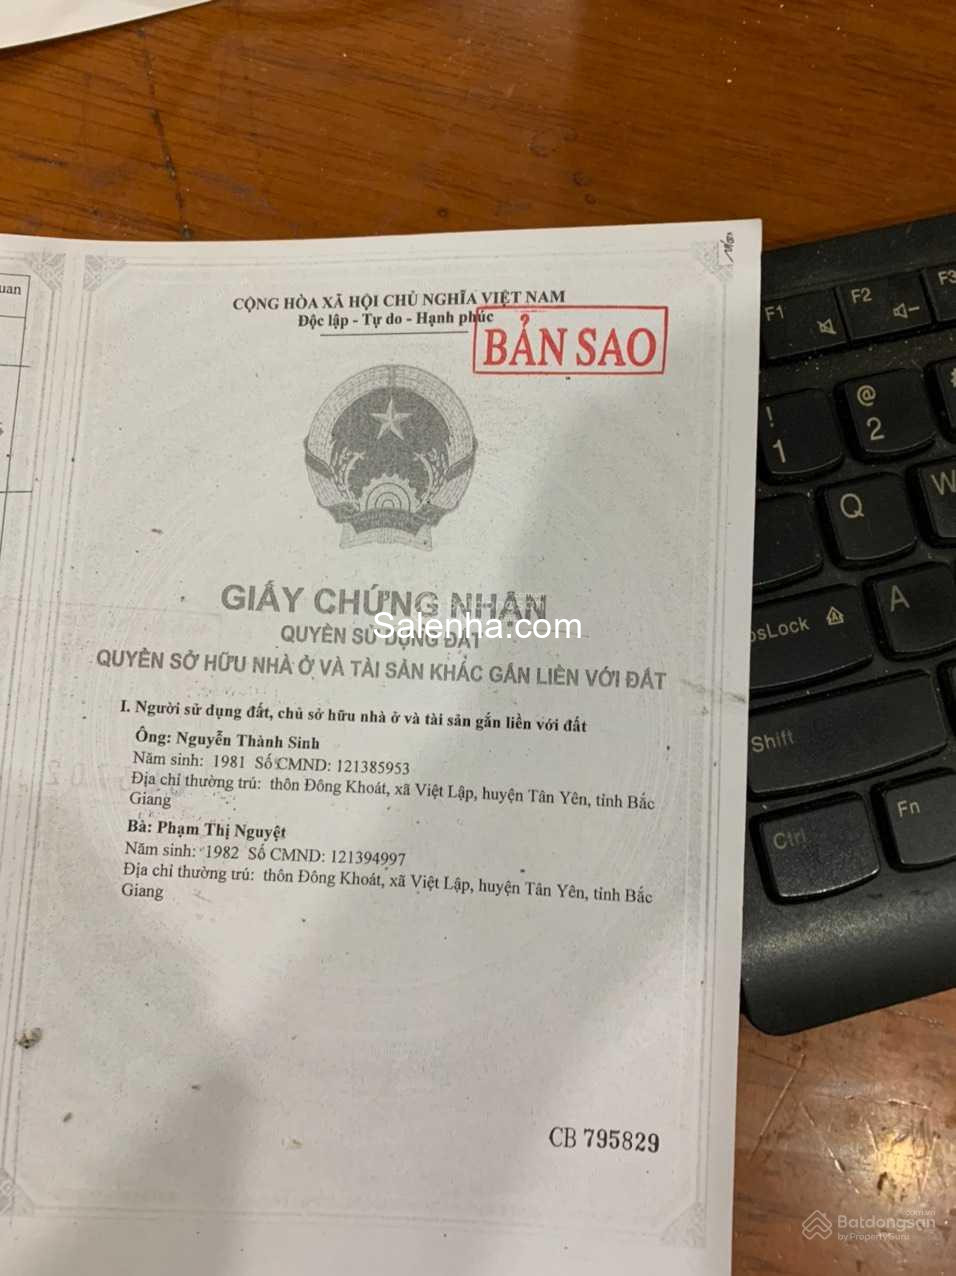 uan
CỘNG HÒA XÃ HỘI CHỦ NGHĨA VIỆT NAM
Độc lập - Tự do - Hạnh phúc
BẢN SAO
GIẤY CHỨNG NHẬN
QUYỀN SỬ DỤNG ĐẤT
Salenha.com
QUYỀN SỞ HỮU NHÀ Ở VÀ TÀI SẢN KHÁC GẮN LIỀN VỚI ĐẤT
I. Người sử dụng đất, chủ sở hữu nhà ở và tài sản gắn liền với đất
Ông: Nguyễn Thành Sinh
Năm sinh: 1981 Số CMND: 121385953
Địa chỉ thường trú: thôn Đông Khoát, xã Việt Lập, huyện Tân Yên, tỉnh Bắc
Giang
Bà: Phạm Thị Nguyệt
Năm sinh: 1982 Số CMND: 121394997
Địa chỉ thường trú: thôn Đông Khoát, xã Việt Lập, huyện Tân Yên, tỉnh Bắc
Giang
CB 795829
F1
F2
F3
!
1
@
2
Q
W
osLock
A
A
Shift
Ctrl
Fn
Batdongsan
.com.vn
by PropertyGuru